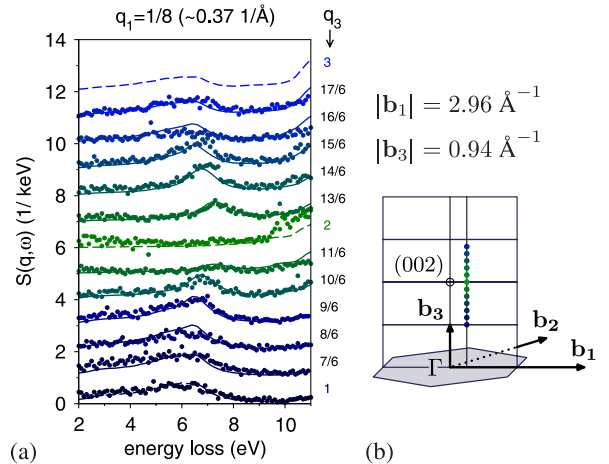 q₁=1/8 (~0.37 1/Å)
q₃
S(q,ω) (1/ keV)
14
12
10
8
6
4
2
0
3
17/6
16/6
15/6
14/6
13/6
2
11/6
10/6
9/6
8/6
7/6
1
2 4 6 8 10
energy loss (eV)
(a)
|b₁| = 2.96 Å⁻¹
|b₃| = 0.94 Å⁻¹
(002)
b₃
b₂
Γ
b₁
(b)